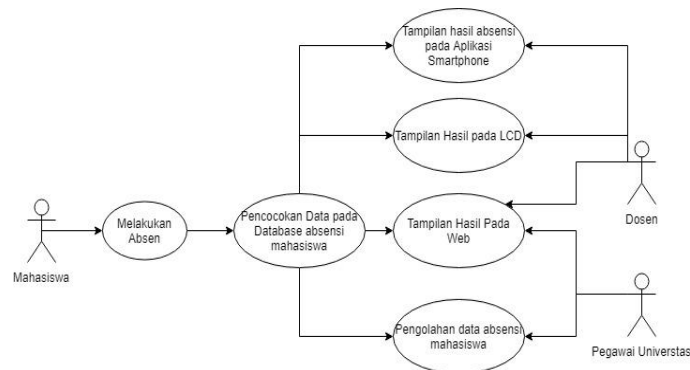 Tampilan hasil absensi
pada Aplikasi
Smartphone
Tampilan Hasil pada LCD
Mahasiswa
Melakukan
Absen
Pencocokan Data pada
Database absensi
mahasiswa
Tampilan Hasil Pada
Web
Dosen
Pengolahan data absensi
mahasiswa
Pegawai Universtas